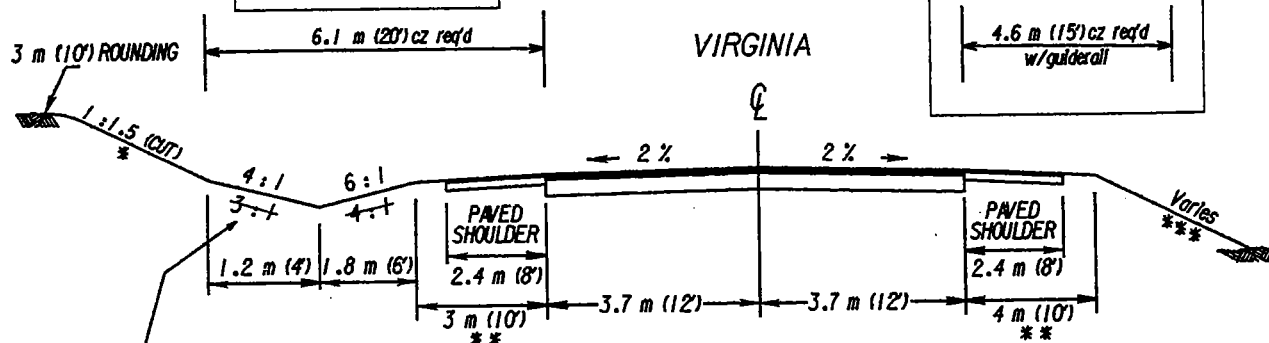 6.1 m (20') cz req'd
4.6 m (15') cz req'd
w/guiderail
3 m (10') ROUNDING
VIRGINIA
CL
1 :1.5 (CUT)
*
2 %
2 %
4 : 1
3 : 1
6 : 1
4 : 1
Varies
***
PAVED
SHOULDER
2.4 m (8')
PAVED
SHOULDER
2.4 m (8')
1.2 m (4')
1.8 m (6')
3 m (10')
**
3.7 m (12')
3.7 m (12')
4 m (10')
**